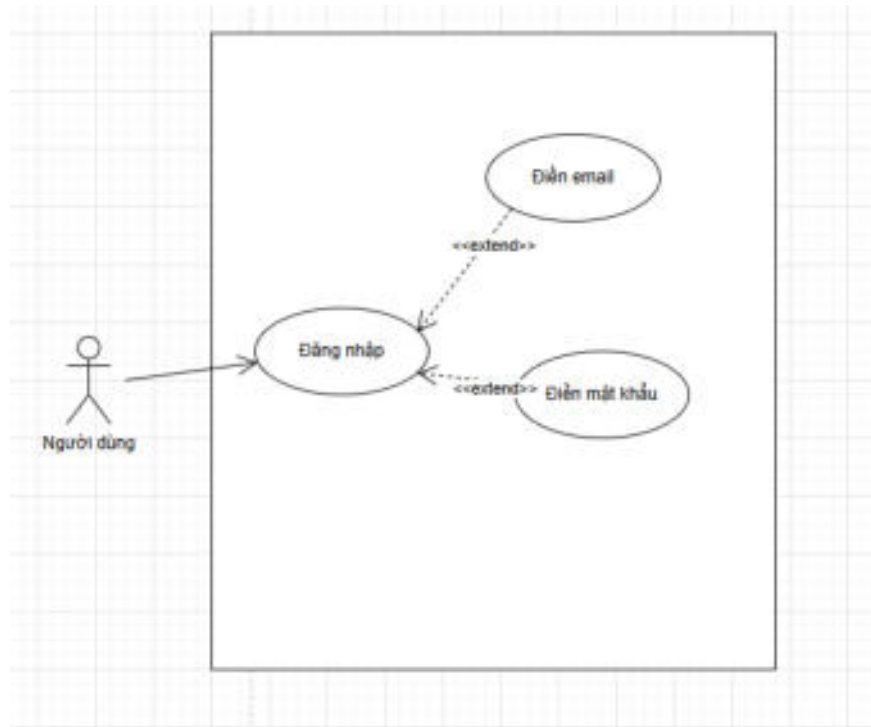 Điền email
<<extend>>
Đăng nhập
<<extend>>
Điền mật khẩu
Người dùng